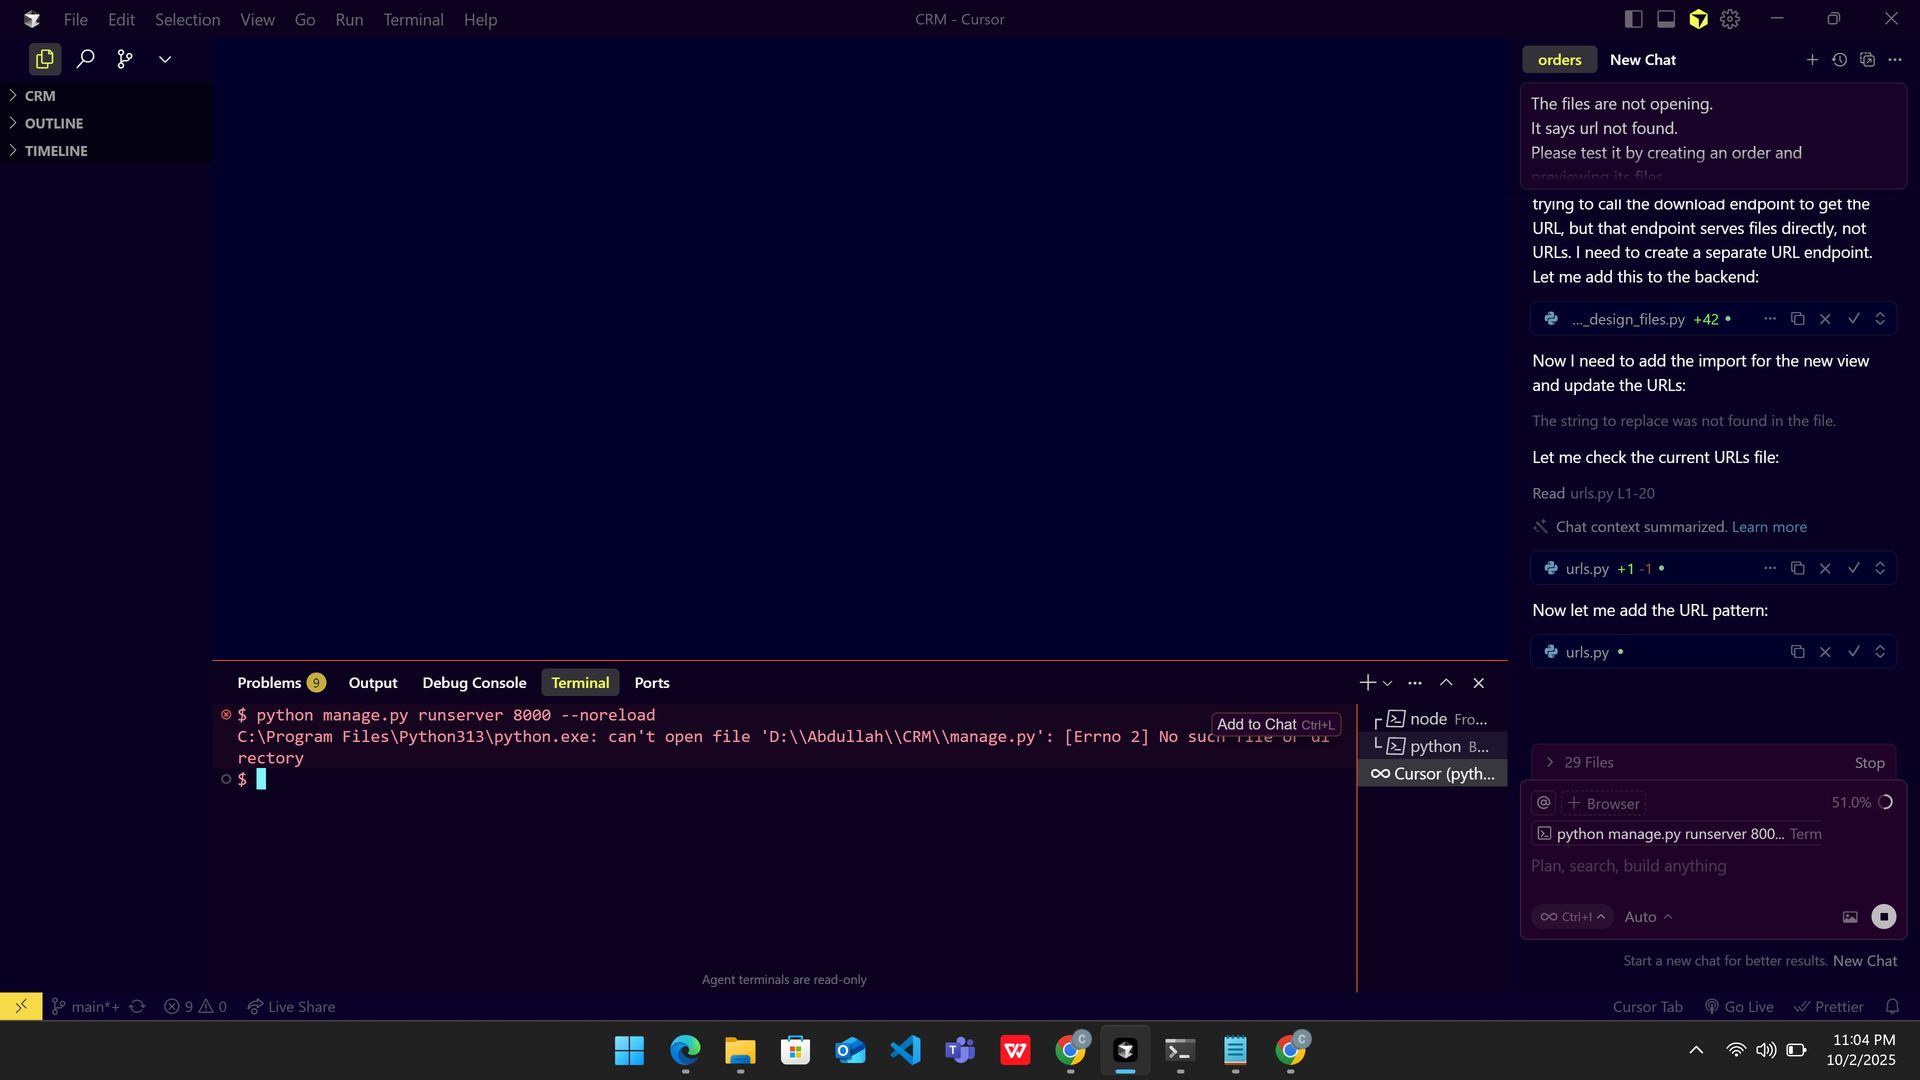 File Edit Selection View Go Run Terminal Help
CRM - Cursor
CRM
OUTLINE
TIMELINE
orders New Chat
The files are not opening.
It says url not found.
Please test it by creating an order and
previewing its files
trying to call the download endpoint to get the
URL, but that endpoint serves files directly, not
URLs. I need to create a separate URL endpoint.
Let me add this to the backend:
..._design_files.py +42
Now I need to add the import for the new view
and update the URLs:
The string to replace was not found in the file.
Let me check the current URLs file:
Read urls.py L1-20
Chat context summarized. Learn more
urls.py +1 -1
Now let me add the URL pattern:
urls.py
29 Files Stop
@ + Browser 51.0%
python manage.py runserver 800... Term
Plan, search, build anything
Ctrl+I Auto
Start a new chat for better results. New Chat
Problems 9 Output Debug Console Terminal Ports
$ python manage.py runserver 8000 --noreload
C:\Program Files\Python313\python.exe: can't open file 'D:\\Abdullah\\CRM\\manage.py': [Errno 2] No such file or di
rectory
$
Add to Chat Ctrl+L
node Fro...
python B...
Cursor (pyth...
Agent terminals are read-only
main*+ 9 0 Live Share
Cursor Tab Go Live Prettier
11:04 PM
10/2/2025